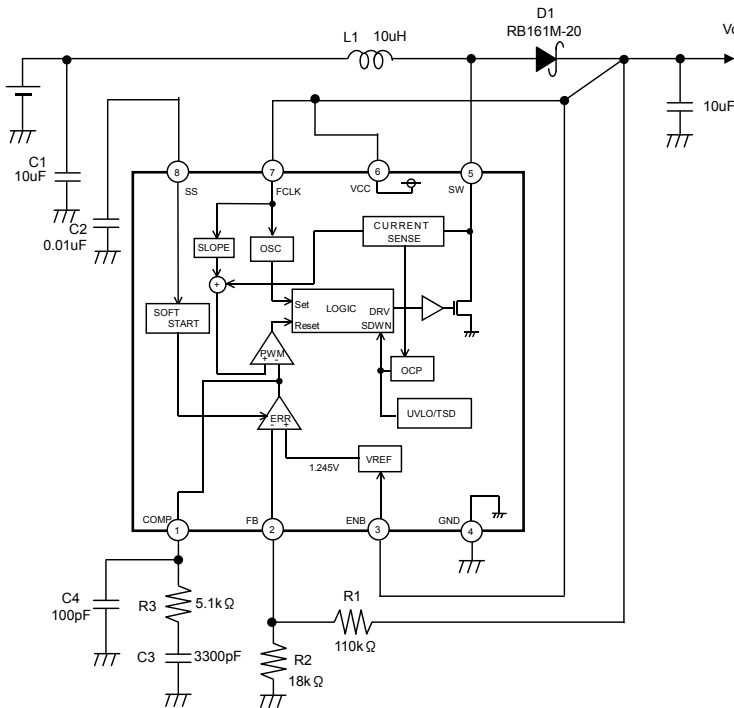 D1
RB161M-20
L1 10uH
Vo
10uF
C1
10uF
C2
0.01uF
8
SS
7
FCLK
6
VCC
5
SW
SLOPE
OSC
CURRENT
SENSE
+
SOFT
START
Set
Reset
LOGIC
DRV
SDWN
PWM
+ -
OCP
UVLO/TSD
ERR
- +
1.245V
VREF
COMP
1
FB
2
ENB
3
GND
4
C4
100pF
R3
5.1kΩ
C3
3300pF
R1
110kΩ
R2
18kΩ